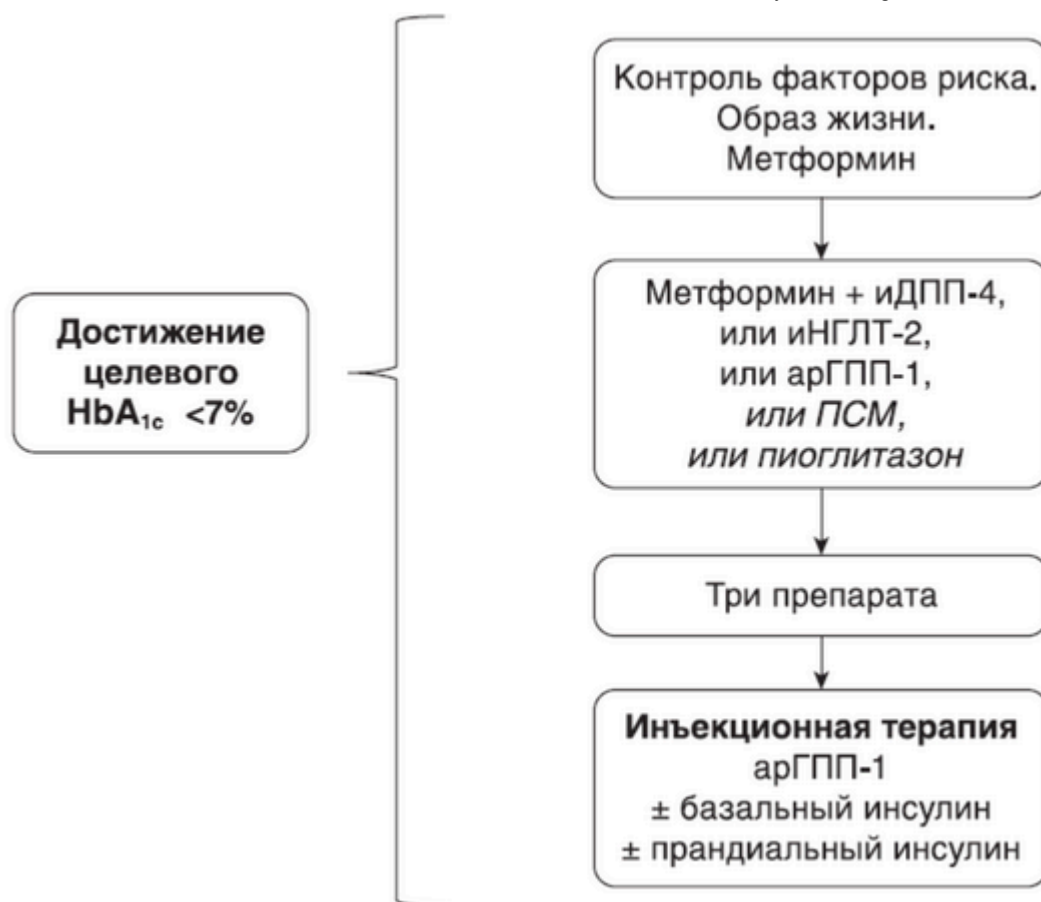 Достижение
целевого
HbA1c <7%
Контроль факторов риска.
Образ жизни.
Метформин
Метформин + иДПП-4,
или иНГЛТ-2,
или арГПП-1,
или ПСМ,
или пиоглитазон
Три препарата
Инъекционная терапия
арГПП-1
± базальный инсулин
± прандиальный инсулин